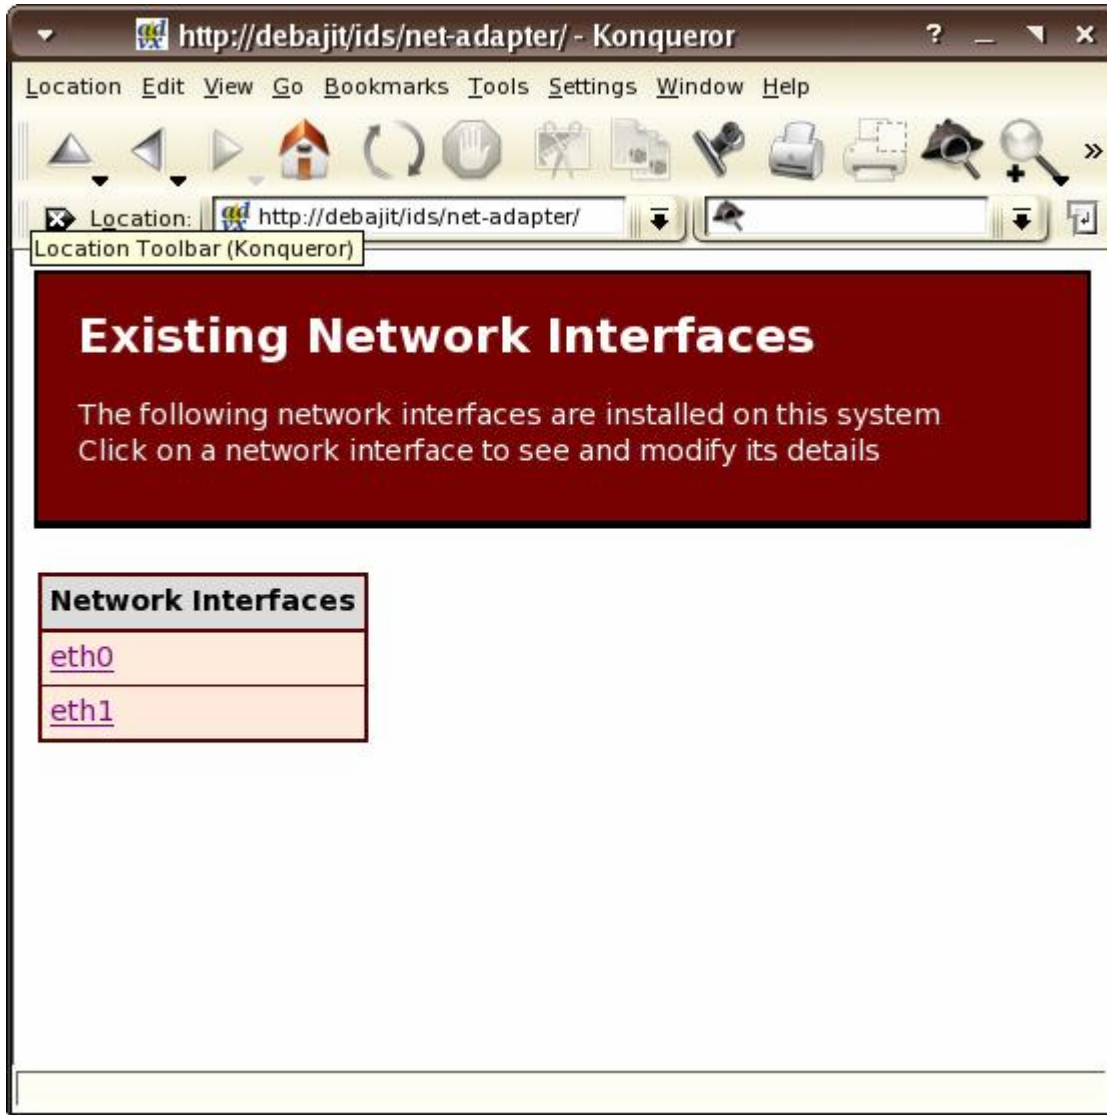 http://debajit/ids/net-adapter/ - Konqueror
Location Edit View Go Bookmarks Tools Settings Window Help
Location: http://debajit/ids/net-adapter/
Location Toolbar (Konqueror)
Existing Network Interfaces
The following network interfaces are installed on this system
Click on a network interface to see and modify its details
Network Interfaces
eth0
eth1